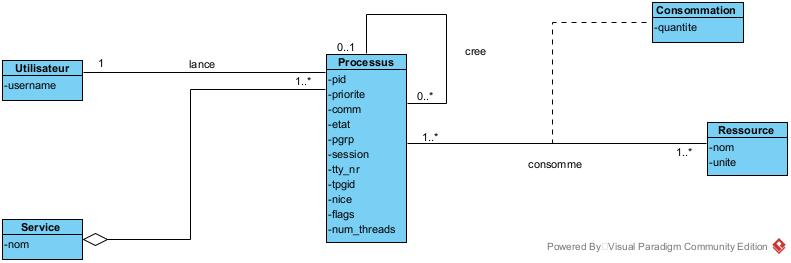 Consommation
-quantite
0..1
cree
Utilisateur
-username
1
lance
1..*
Processus
-pid
-priorite
-comm
-etat
-pgrp
-session
-tty_nr
-tpgid
-nice
-flags
-num_threads
0..*
1..*
consomme
1..*
Ressource
-nom
-unite
Service
-nom
Powered By Visual Paradigm Community Edition